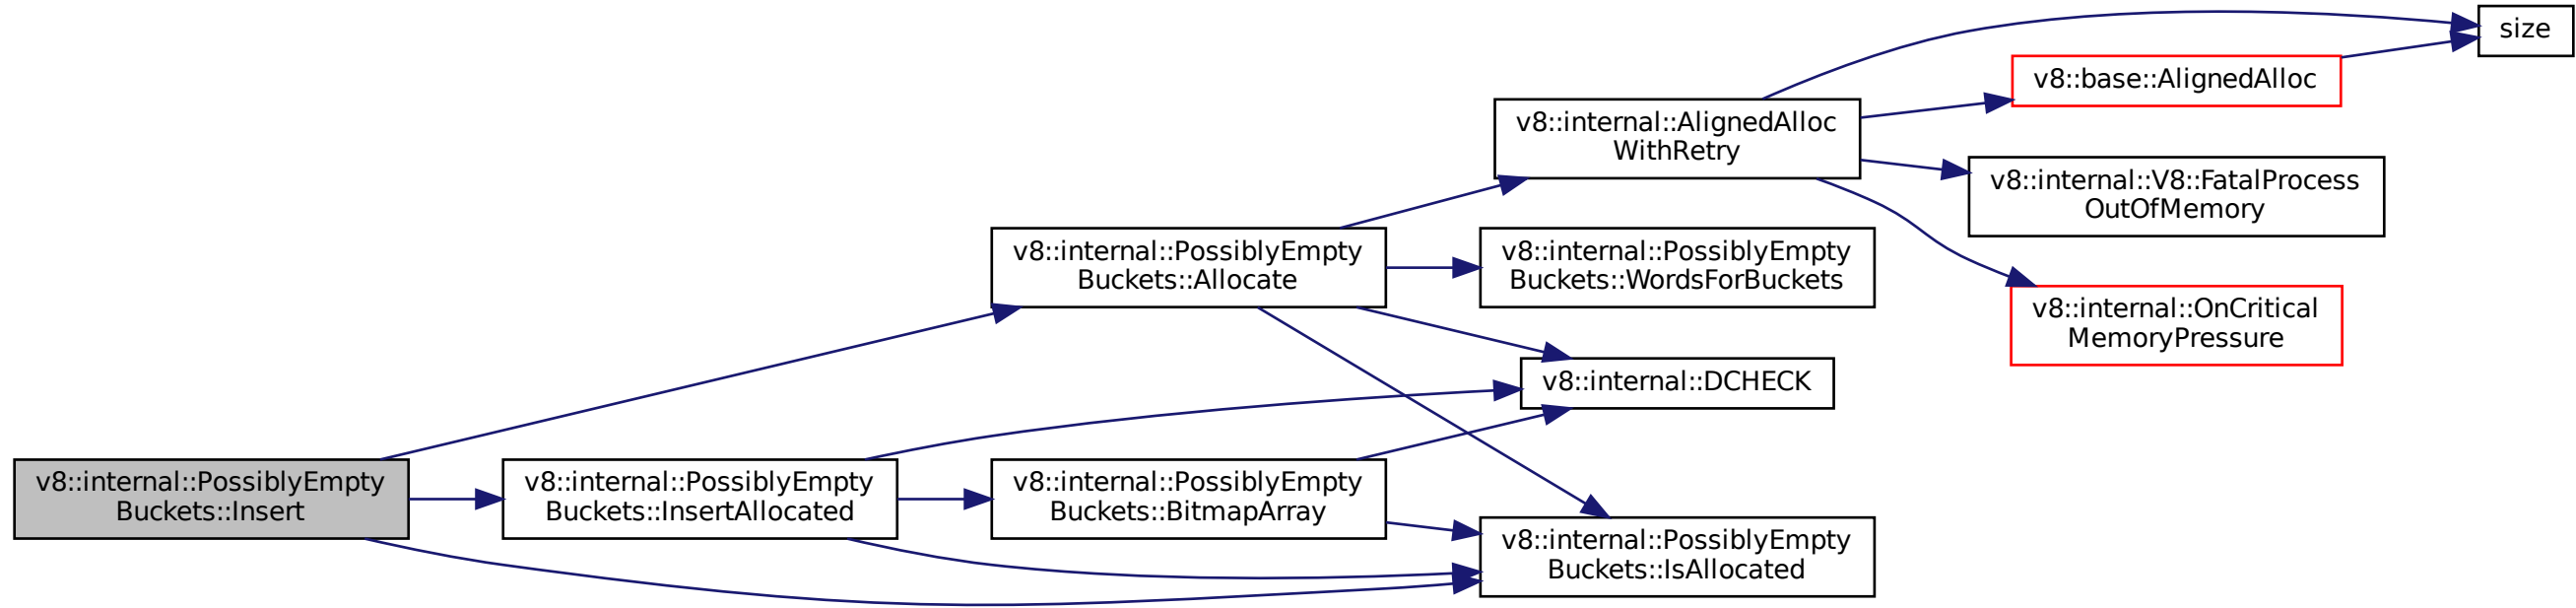 size
v8::base::AlignedAlloc
v8::internal::AlignedAlloc
WithRetry
v8::internal::V8::FatalProcess
OutOfMemory
v8::internal::PossiblyEmpty
Buckets::Allocate
v8::internal::PossiblyEmpty
Buckets::WordsForBuckets
v8::internal::OnCritical
MemoryPressure
v8::internal::DCHECK
v8::internal::PossiblyEmpty
Buckets::Insert
v8::internal::PossiblyEmpty
Buckets::InsertAllocated
v8::internal::PossiblyEmpty
Buckets::BitmapArray
v8::internal::PossiblyEmpty
Buckets::IsAllocated